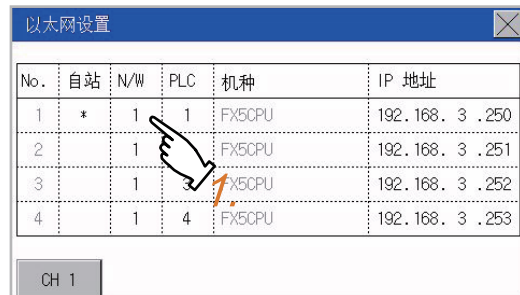 以太网设置
No. 自站 N/W PLC 机种 IP 地址
1 * 1 1 FX5CPU 192.168. 3 .250
2 1 FX5CPU 192.168. 3 .251
3 1 3 FX5CPU 192.168. 3 .252
4 1 4 FX5CPU 192.168. 3 .253
1.
CH 1